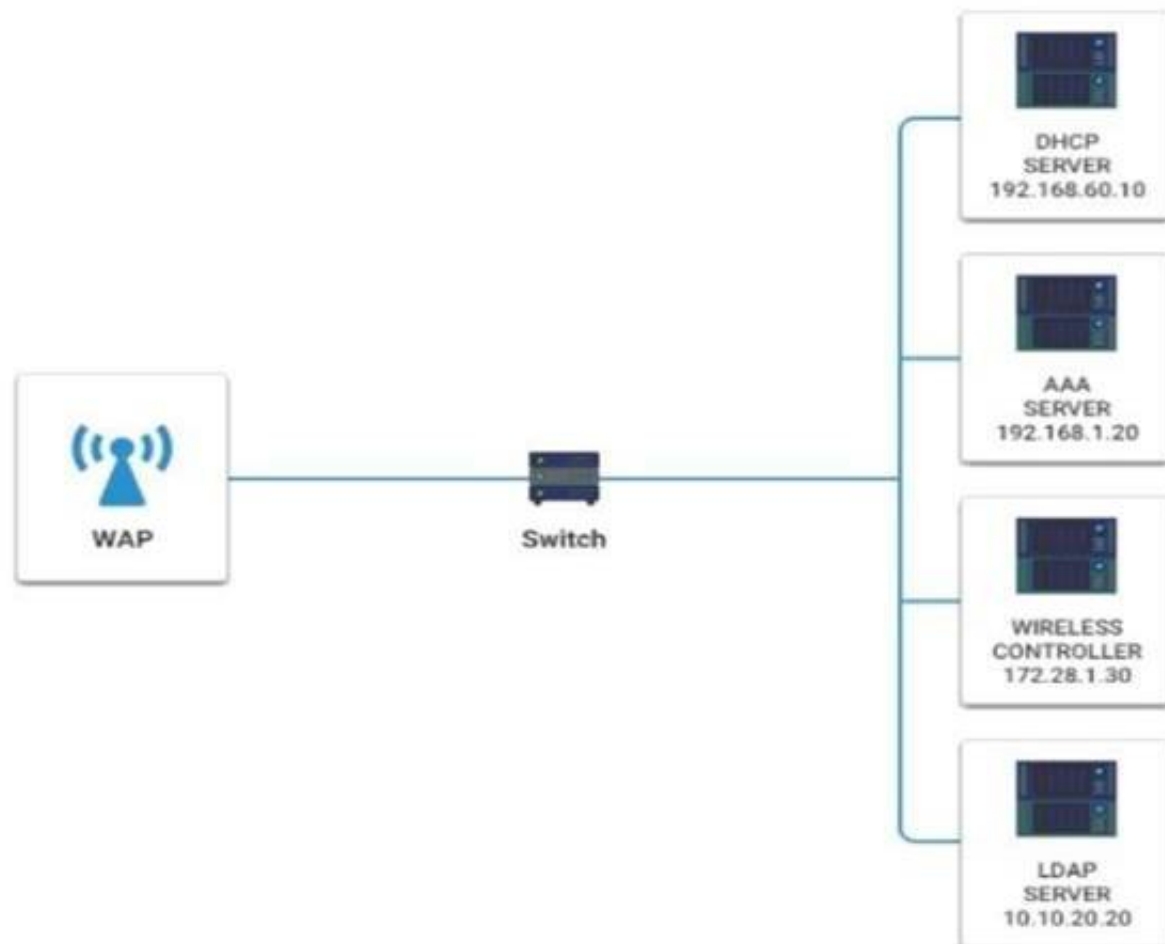 WAP
Switch
DHCP
SERVER
192.168.60.10
AAA
SERVER
192.168.1.20
WIRELESS
CONTROLLER
172.28.1.30
LDAP
SERVER
10.10.20.20